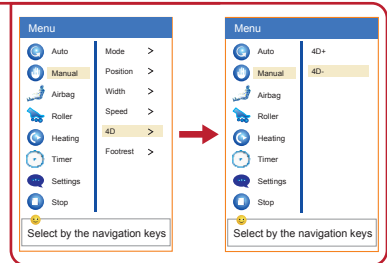 Menu
Auto
Manual
Airbag
Roller
Heating
Timer
Settings
Stop
Mode >
Position >
Width >
Speed >
4D >
Footrest >
Select by the navigation keys
Menu
Auto
Manual
Airbag
Roller
Heating
Timer
Settings
Stop
4D+
4D-
Select by the navigation keys